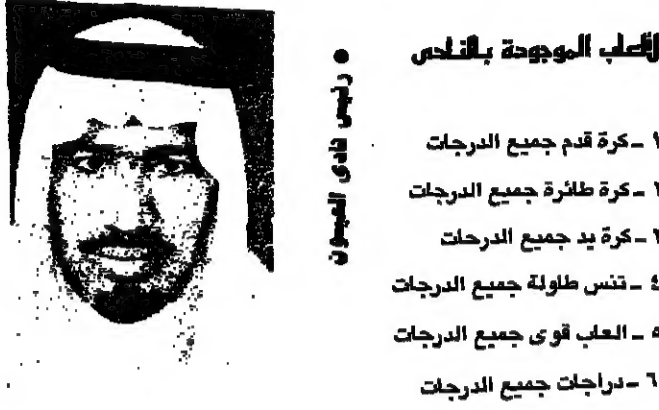 الألعاب الموجودة بالنادى
١ ـ كرة قدم جميع الدرجات
٢ ـ كرة طائرة جميع الدرجات
٣ ـ كرة يد جميع الدرجات
٤ ـ تنس طاولة جميع الدرجات
٥ ـ العاب قوى جميع الدرجات
٦ ـ دراجات جميع الدرجات
● رئيس نادى العيون